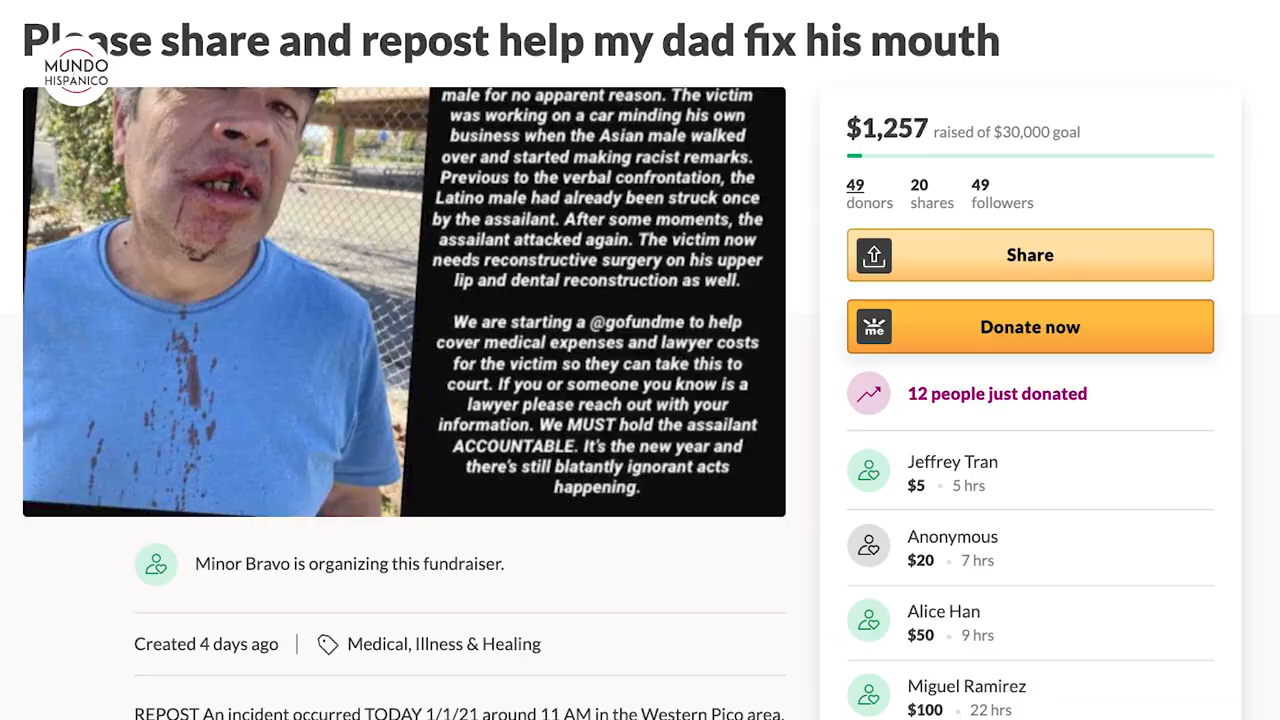 Please share and repost help my dad fix his mouth
MUNDO
HISPÁNICO
male for no apparent reason. The victim
was working on a car minding his own
business when the Asian male walked
over and started making racist remarks.
Previous to the verbal confrontation, the
Latino male had already been struck once
by the assailant. After some moments, the
assailant attacked again. The victim now
needs reconstructive surgery on his upper
lip and dental reconstruction as well.
We are starting a @gofundme to help
cover medical expenses and lawyer costs
for the victim so they can take this to
court. If you or someone you know is a
lawyer please reach out with your
information. We MUST hold the assailant
ACCOUNTABLE. It's the new year and
there's still blatantly ignorant acts
happening.
Minor Bravo is organizing this fundraiser.
Created 4 days ago | Medical, Illness & Healing
REPOST An incident occurred TODAY 1/1/21 around 11 AM in the Western Pico area.
$1,257 raised of $30,000 goal
49 20 49
donors shares followers
Share
me Donate now
12 people just donated
Jeffrey Tran
$5 • 5 hrs
Anonymous
$20 • 7 hrs
Alice Han
$50 • 9 hrs
Miguel Ramirez
$100 • 22 hrs